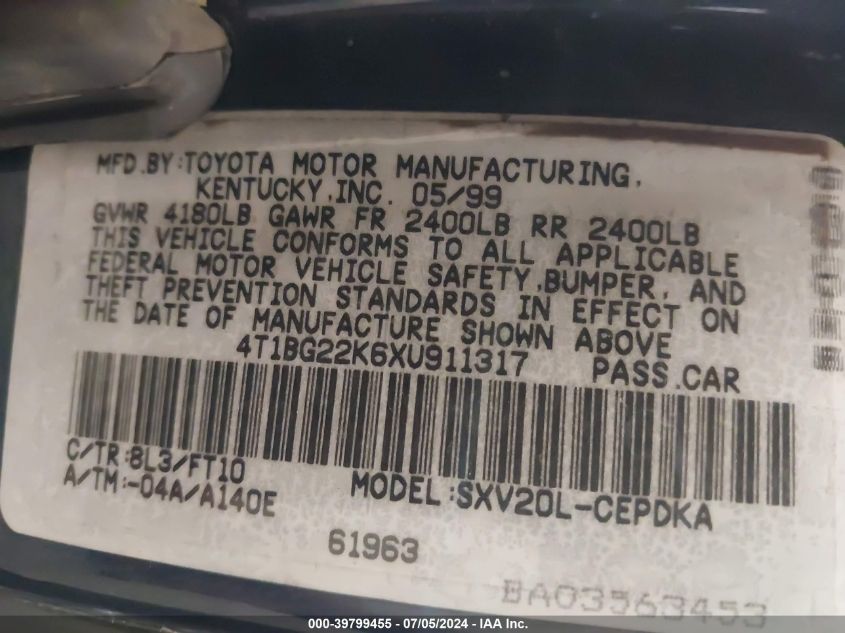 MFD.BY:TOYOTA MOTOR MANUFACTURING,
KENTUCKY,INC. 05/99
GVWR 4180LB GAWR FR 2400LB RR 2400LB
THIS VEHICLE CONFORMS TO ALL APPLICABLE
FEDERAL MOTOR VEHICLE SAFETY,BUMPER, AND
THEFT PREVENTION STANDARDS IN EFFECT ON
THE DATE OF MANUFACTURE SHOWN ABOVE
4T1BG22K6XU911317 PASS.CAR
C/TR:8L3/FT10
A/TM:-04A/A140E MODEL:SXV20L-CEPDKA
61963
BA03563453
000-39799455 - 07/05/2024 - IAA Inc.